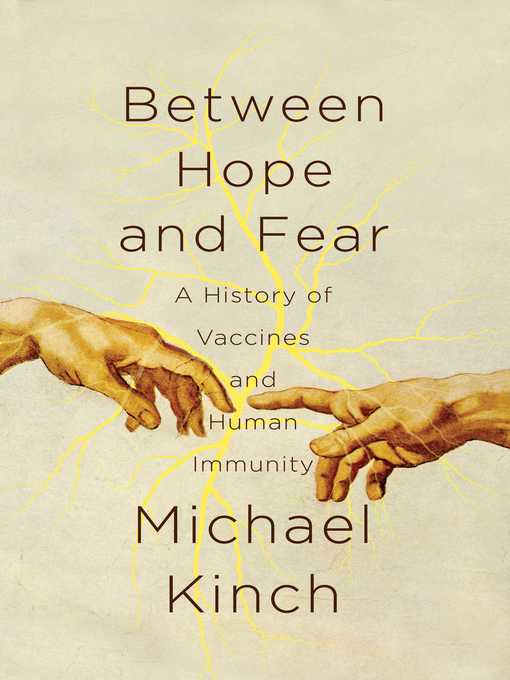 Between
Hope
and Fear
A History of
Vaccines
and
Human
Immunity
Michael
Kinch